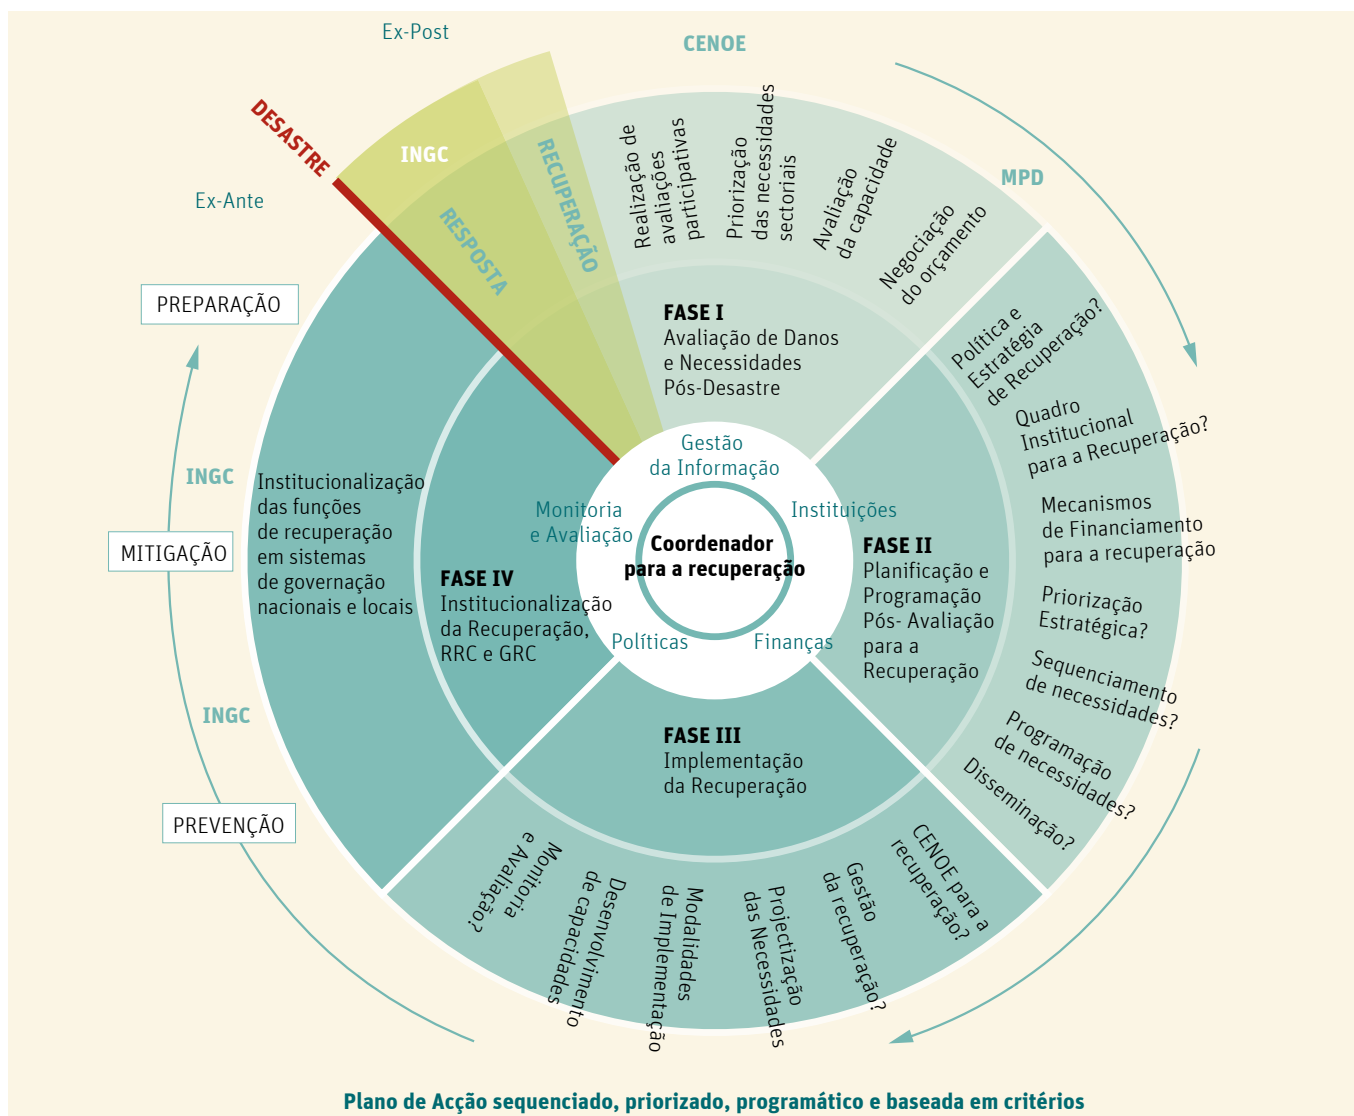 Ex-Post
CENOE
DESASTRE
INGC
RECUPERAÇÃO
RESPOSTA
Ex-Ante
MPD
Realização de
avaliações
participativas
Priorização
das necessidades
sectoriais
Avaliação
da capacidade
Negociação
do orçamento
PREPARAÇÃO
FASE I
Avaliação de Danos
e Necessidades
Pós-Desastre
Política e
Estratégia
de Recuperação?
Quadro
Institucional
para a Recuperação?
Mecanismos
de Financiamento
para a recuperação
Priorização
Estratégica?
Sequenciamento
de necessidades?
Programação
de necessidades?
Disseminação?
Gestão
da Informação
Monitoria
e Avaliação
Instituições
Coordenador
para a recuperação
Políticas
Finanças
FASE II
Planificação e
Programação
Pós- Avaliação
para a
Recuperação
INGC
MITIGAÇÃO
Institucionalização
das funções
de recuperação
em sistemas
de governação
nacionais e locais
FASE IV
Institucionalização
da Recuperação,
RRC e GRC
INGC
PREVENÇÃO
FASE III
Implementação
da Recuperação
Monitoria
e Avaliação?
Desenvolvimento
de capacidades
Modalidades
de Implementação
Projectização
das Necessidades
Gestão
da recuperação?
CENOE para a
recuperação?
Plano de Acção sequenciado, priorizado, programático e baseada em critérios